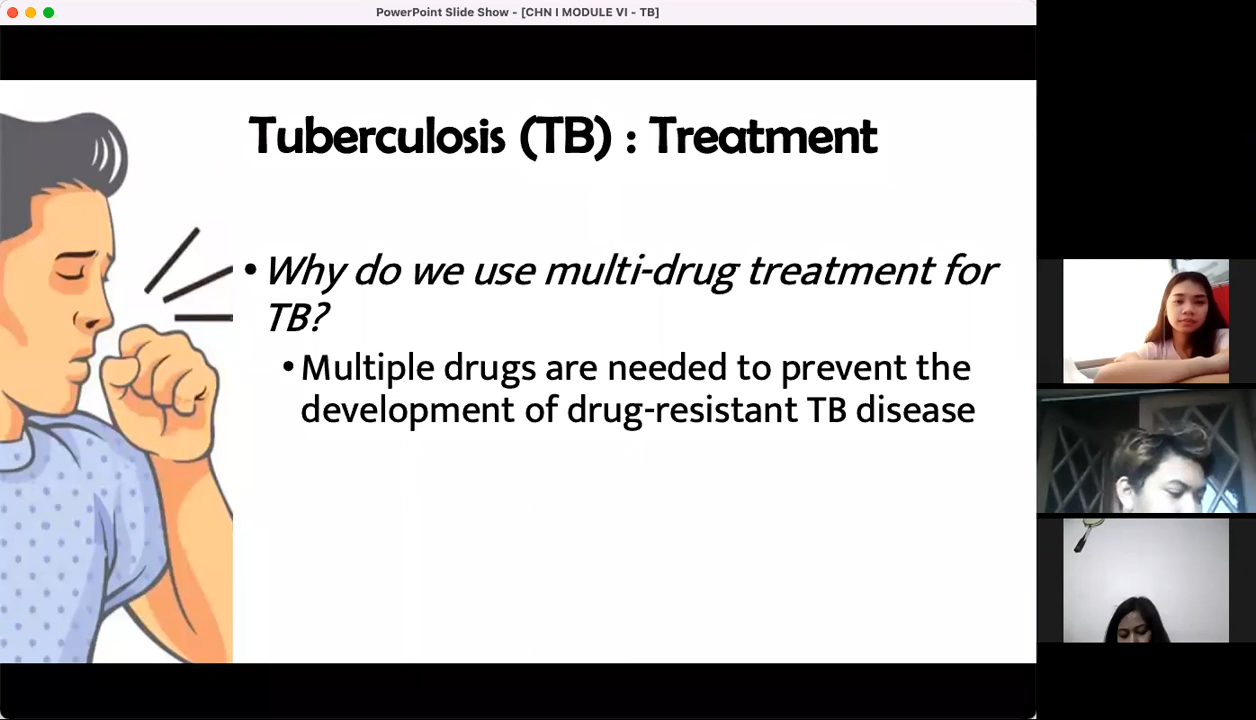 PowerPoint Slide Show - [CHN I MODULE VI - TB]
Tuberculosis (TB) : Treatment
• Why do we use multi-drug treatment for
TB?
• Multiple drugs are needed to prevent the
development of drug-resistant TB disease